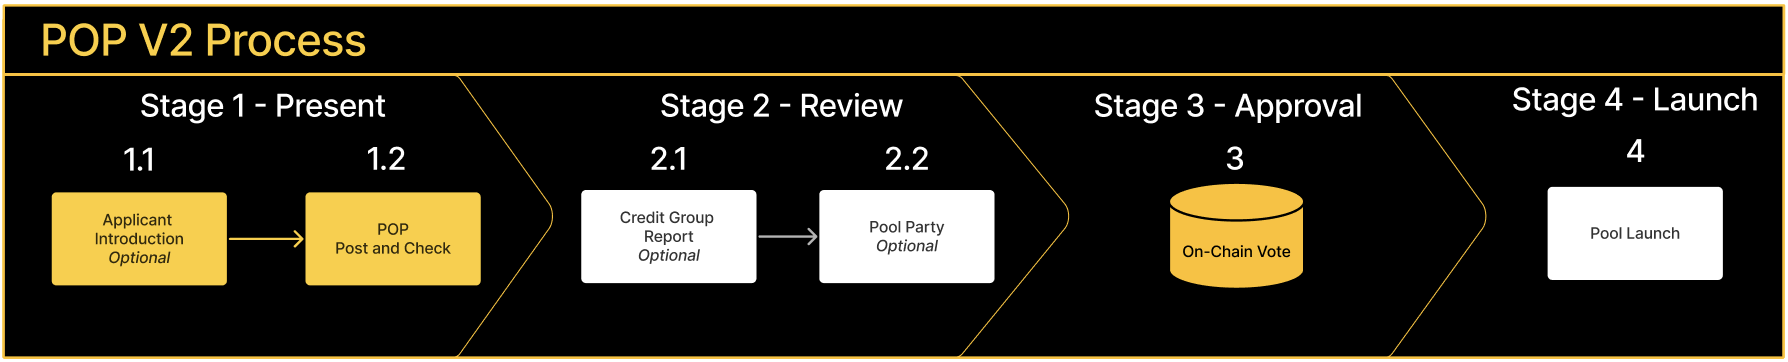 POP V2 Process
Stage 1 - Present
1.1
Applicant
Introduction
Optional
1.2
POP
Post and Check
Stage 2 - Review
2.1
Credit Group
Report
Optional
2.2
Pool Party
Optional
Stage 3 - Approval
3
On-Chain Vote
Stage 4 - Launch
4
Pool Launch